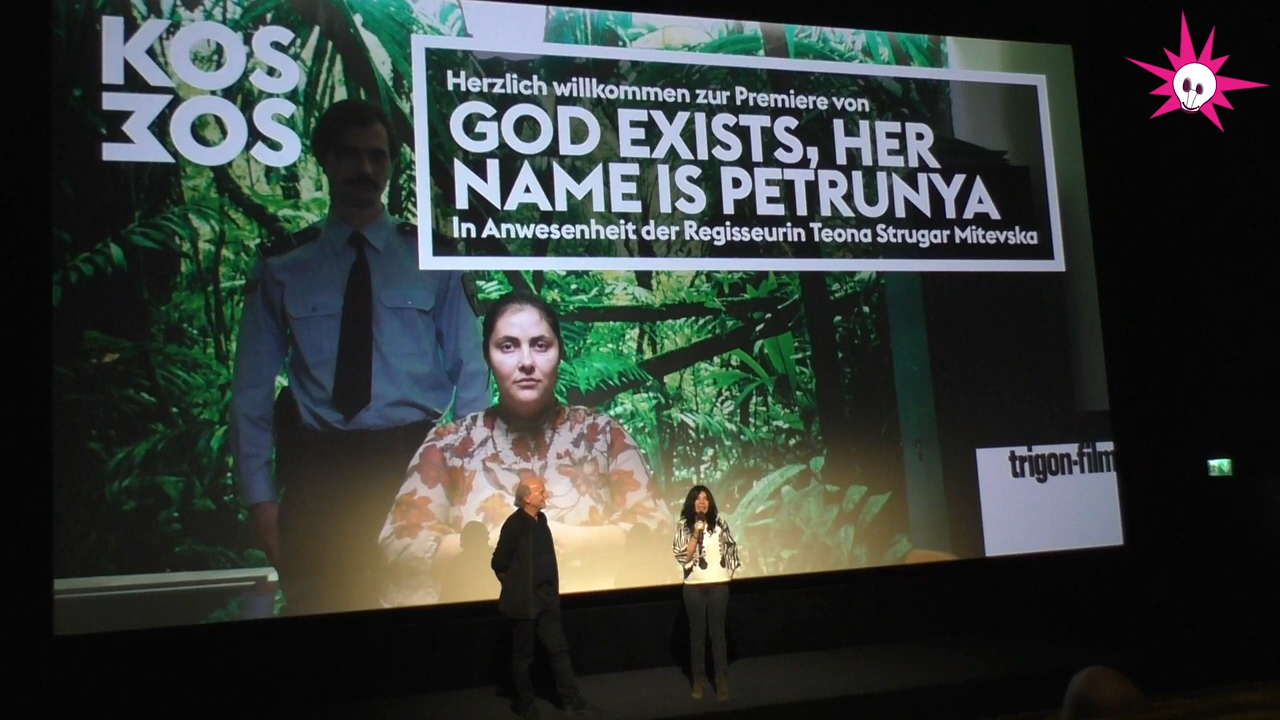 KOS
MOS
Herzlich willkommen zur Premiere von
GOD EXISTS, HER
NAME IS PETRUNYA
In Anwesenheit der Regisseurin Teona Strugar Mitevska
trigon-film